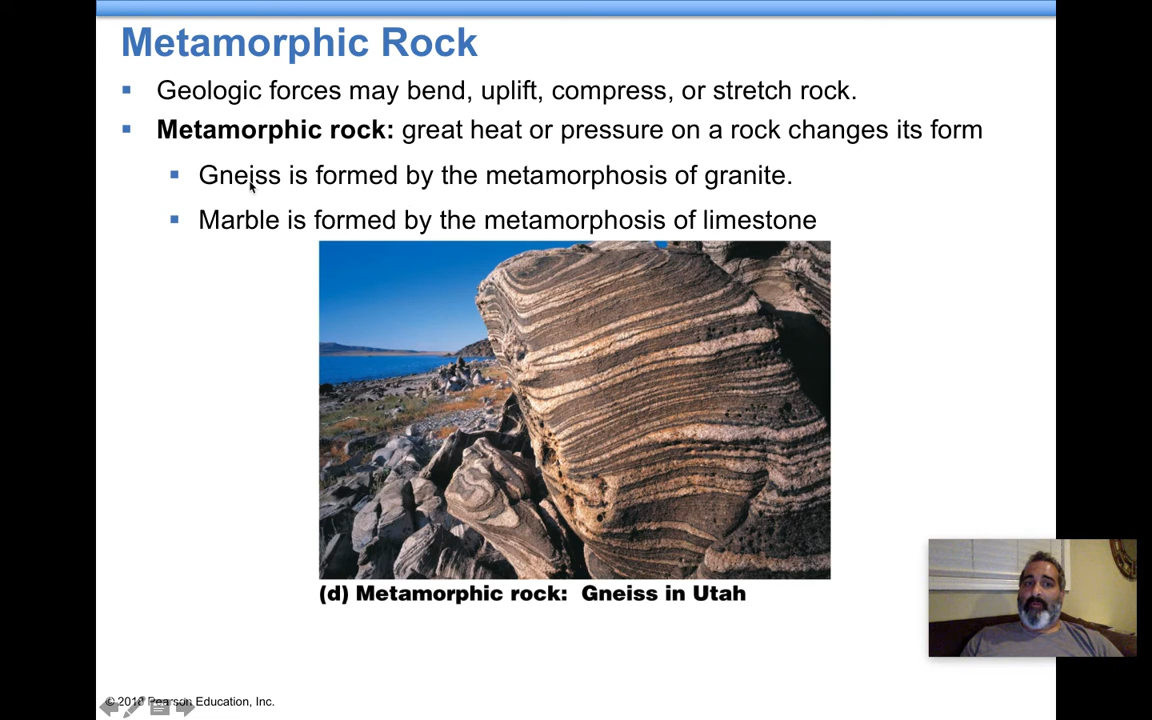 Metamorphic Rock
Geologic forces may bend, uplift, compress, or stretch rock.
Metamorphic rock: great heat or pressure on a rock changes its form
Gneiss is formed by the metamorphosis of granite.
Marble is formed by the metamorphosis of limestone
(d) Metamorphic rock: Gneiss in Utah
© 2018 Pearson Education, Inc.